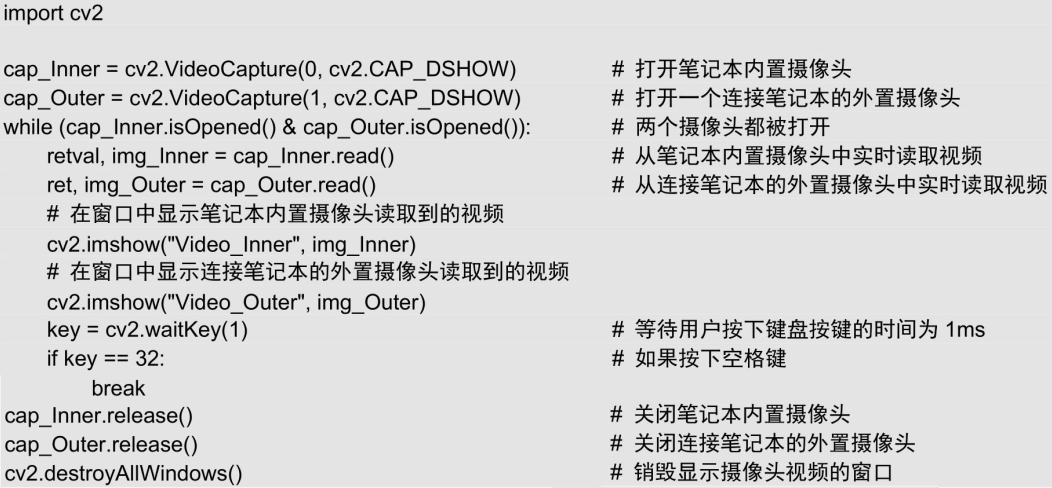 import cv2
cap_Inner = cv2.VideoCapture(0, cv2.CAP_DSHOW) # 打开笔记本内置摄像头
cap_Outer = cv2.VideoCapture(1, cv2.CAP_DSHOW) # 打开一个连接笔记本的外置摄像头
while (cap_Inner.isOpened() & cap_Outer.isOpened()): # 两个摄像头都被打开
    retval, img_Inner = cap_Inner.read() # 从笔记本内置摄像头中实时读取视频
    ret, img_Outer = cap_Outer.read() # 从连接笔记本的外置摄像头中实时读取视频
    # 在窗口中显示笔记本内置摄像头读取到的视频
    cv2.imshow("Video_Inner", img_Inner)
    # 在窗口中显示连接笔记本的外置摄像头读取到的视频
    cv2.imshow("Video_Outer", img_Outer)
    key = cv2.waitKey(1) # 等待用户按下键盘按键的时间为 1ms
    if key == 32: # 如果按下空格键
        break
cap_Inner.release() # 关闭笔记本内置摄像头
cap_Outer.release() # 关闭连接笔记本的外置摄像头
cv2.destroyAllWindows() # 销毁显示摄像头视频的窗口